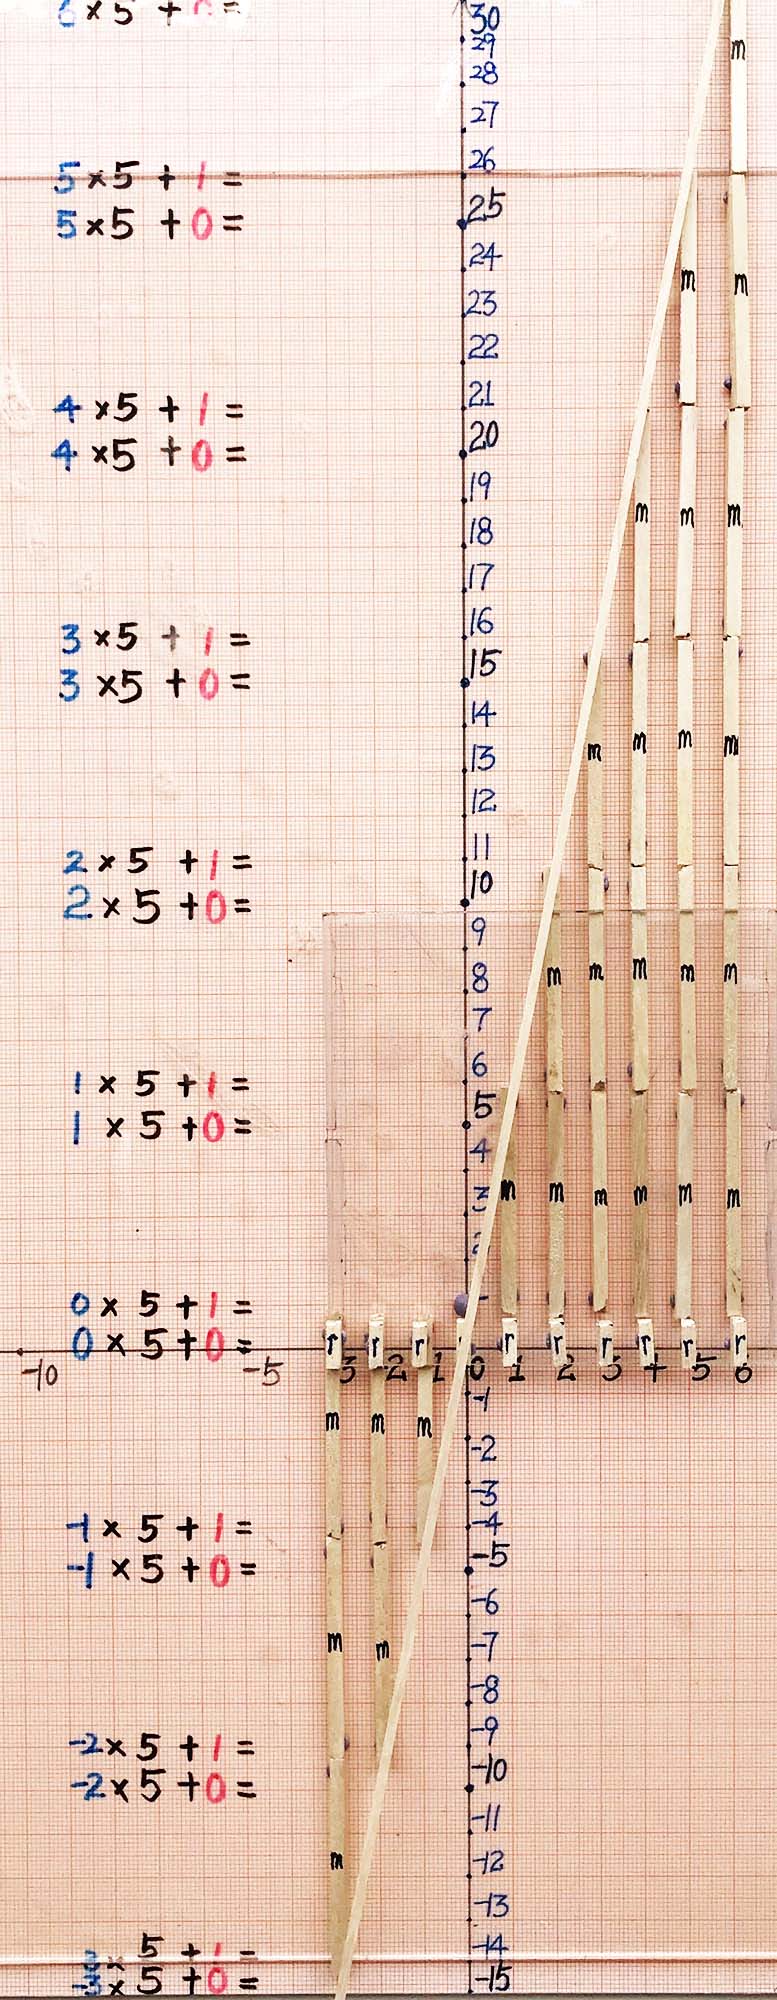 6 × 5 + 0 =
5 × 5 + 1 =
5 × 5 + 0 =
4 × 5 + 1 =
4 × 5 + 0 =
3 × 5 + 1 =
3 × 5 + 0 =
2 × 5 + 1 =
2 × 5 + 0 =
1 × 5 + 1 =
1 × 5 + 0 =
0 × 5 + 1 =
0 × 5 + 0 =
-1 × 5 + 1 =
-1 × 5 + 0 =
-2 × 5 + 1 =
-2 × 5 + 0 =
× 5 + 1 =
-3 × 5 + 0 =
30
29
28
27
26
25
24
23
22
21
20
19
18
17
16
15
14
13
12
11
10
9
8
7
6
5
4
3
2
r r r r r r r r r
-10 -5 3 -2 1 0 1 2 3 4 5 6
-1
-2
-3
-4
-5
-6
-7
-8
-9
-10
-11
-12
-13
-14
-15
m
m m
m m m
m m m m
m m m m m
m m m m m m
m m m
m m
m